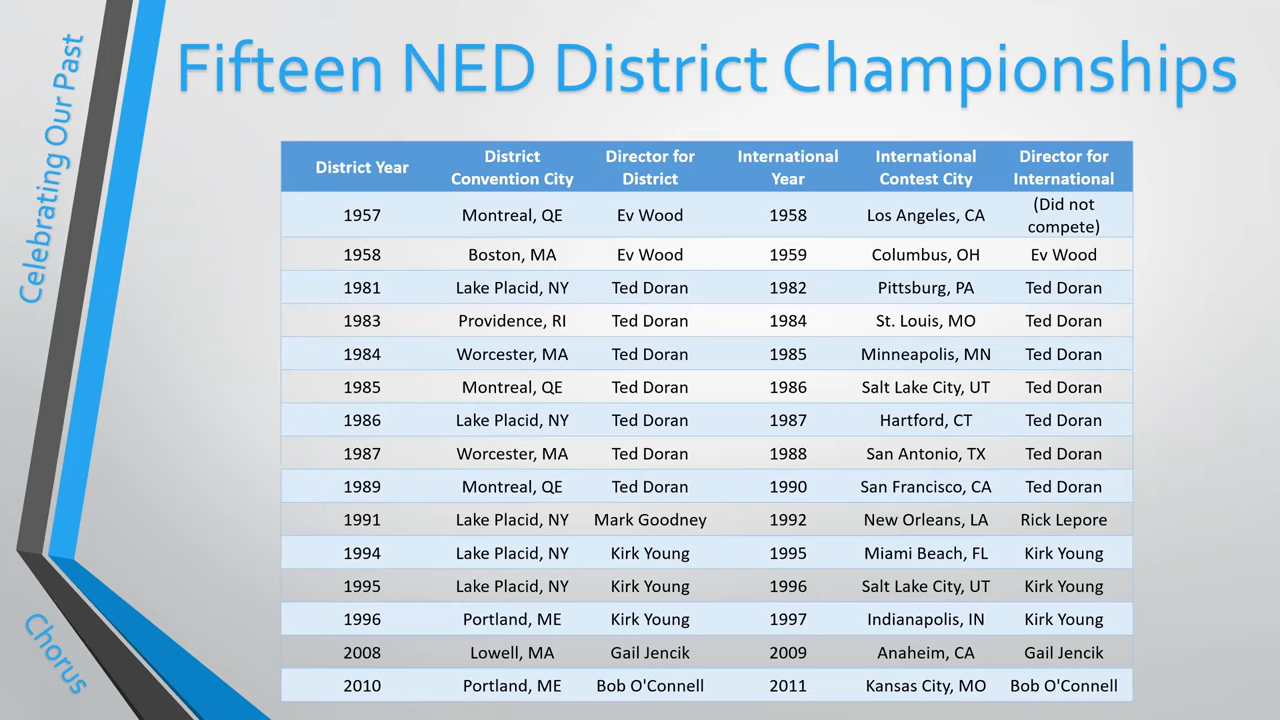 Fifteen NED District Championships
Celebrating Our Past
Chorus
District Year | District Convention City | Director for District | International Year | International Contest City | Director for International
1957 | Montreal, QE | Ev Wood | 1958 | Los Angeles, CA | (Did not compete)
1958 | Boston, MA | Ev Wood | 1959 | Columbus, OH | Ev Wood
1981 | Lake Placid, NY | Ted Doran | 1982 | Pittsburg, PA | Ted Doran
1983 | Providence, RI | Ted Doran | 1984 | St. Louis, MO | Ted Doran
1984 | Worcester, MA | Ted Doran | 1985 | Minneapolis, MN | Ted Doran
1985 | Montreal, QE | Ted Doran | 1986 | Salt Lake City, UT | Ted Doran
1986 | Lake Placid, NY | Ted Doran | 1987 | Hartford, CT | Ted Doran
1987 | Worcester, MA | Ted Doran | 1988 | San Antonio, TX | Ted Doran
1989 | Montreal, QE | Ted Doran | 1990 | San Francisco, CA | Ted Doran
1991 | Lake Placid, NY | Mark Goodney | 1992 | New Orleans, LA | Rick Lepore
1994 | Lake Placid, NY | Kirk Young | 1995 | Miami Beach, FL | Kirk Young
1995 | Lake Placid, NY | Kirk Young | 1996 | Salt Lake City, UT | Kirk Young
1996 | Portland, ME | Kirk Young | 1997 | Indianapolis, IN | Kirk Young
2008 | Lowell, MA | Gail Jencik | 2009 | Anaheim, CA | Gail Jencik
2010 | Portland, ME | Bob O'Connell | 2011 | Kansas City, MO | Bob O'Connell